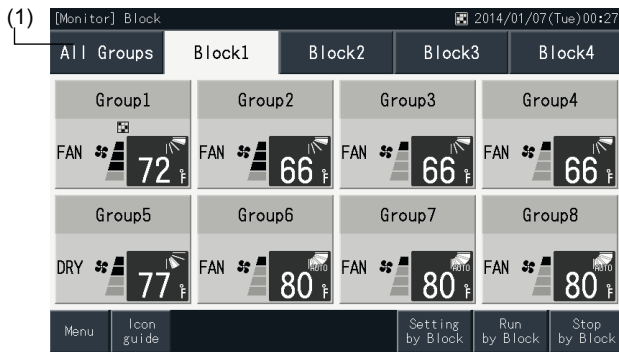 (1)
[Monitor] Block 2014/01/07(Tue)00:27
All Groups Block1 Block2 Block3 Block4
Group1 Group2 Group3 Group4
FAN 72°F FAN 66°F FAN 66°F FAN 66°F
Group5 Group6 Group7 Group8
DRY 77°F FAN AUTO 80°F FAN AUTO 80°F FAN AUTO 80°F
Menu Icon guide Setting by Block Run by Block Stop by Block